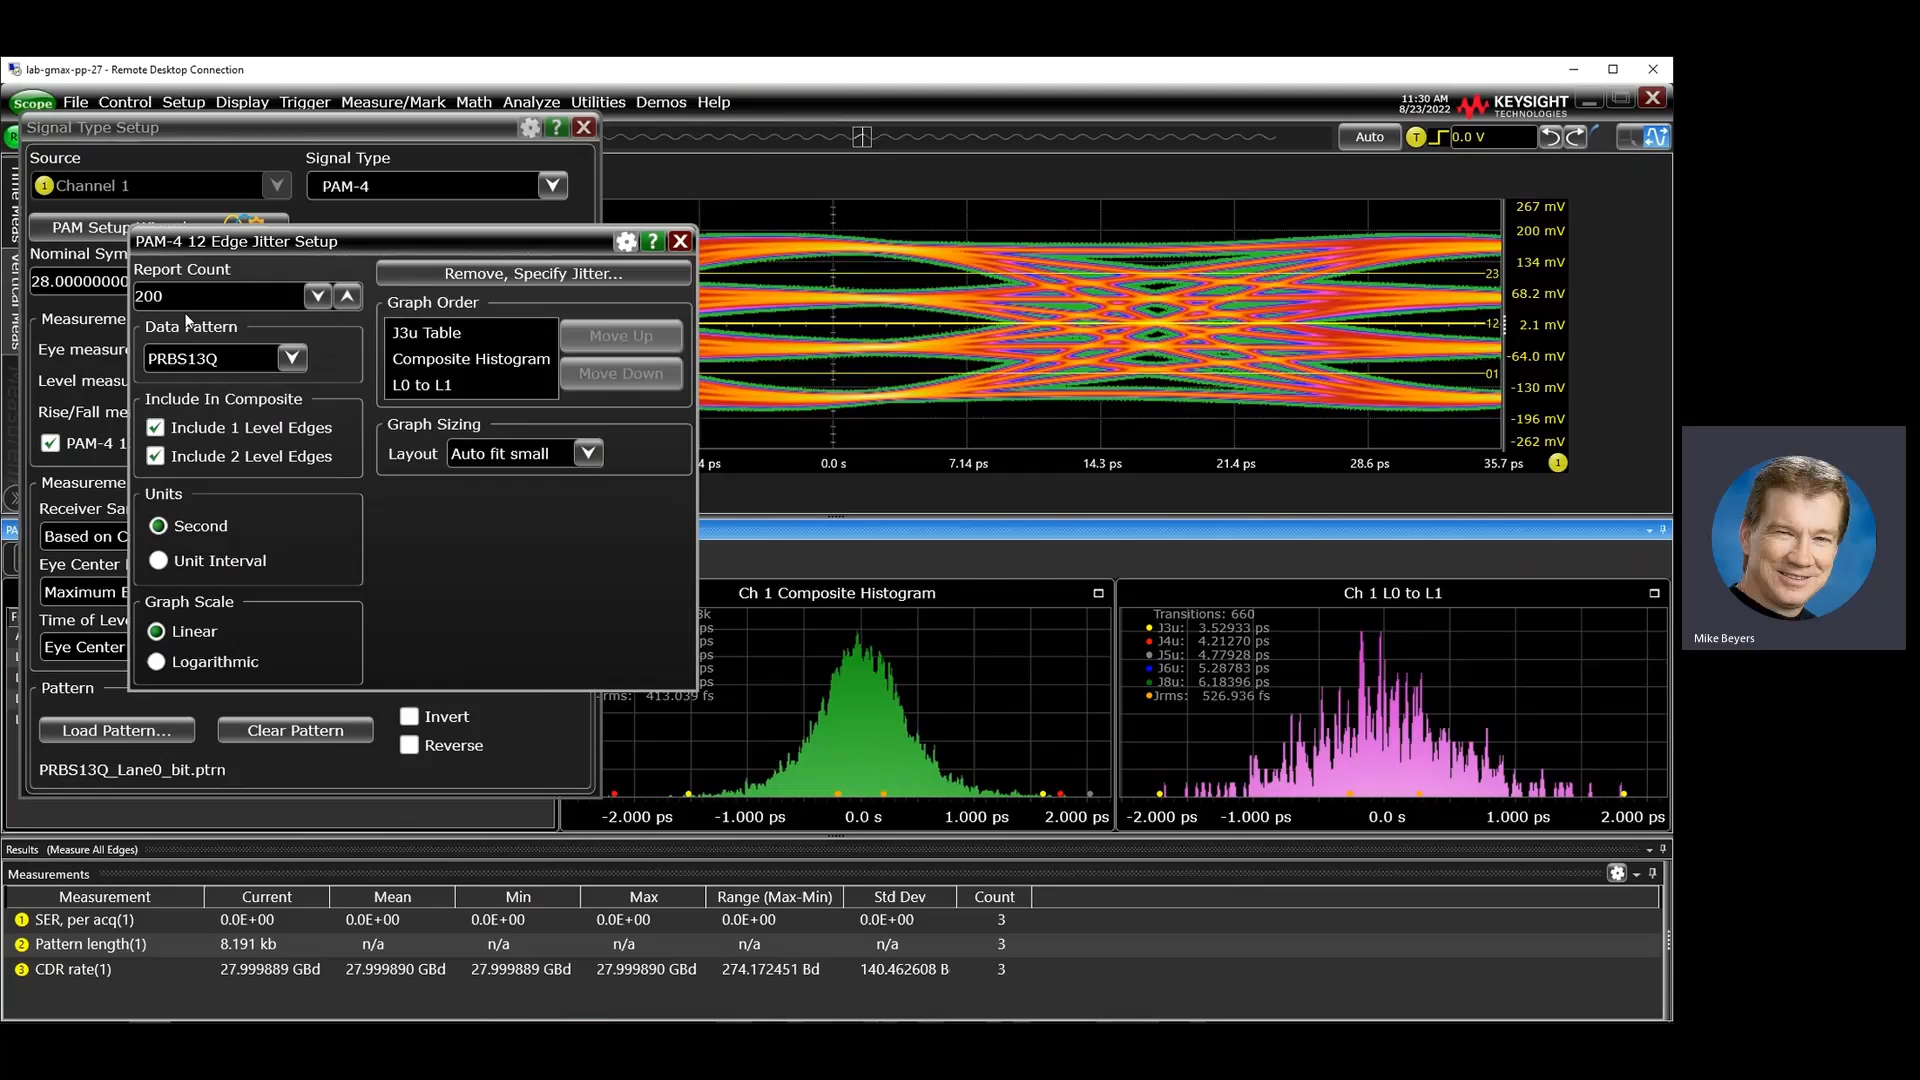 lab-gmax-pp-27 - Remote Desktop Connection
Scope File Control Setup Display Trigger Measure/Mark Math Analyze Utilities Demos Help
11:30 AM
8/23/2022
KEYSIGHT
TECHNOLOGIES
Signal Type Setup
Auto
T
0.0 V
Source
Signal Type
1 Channel 1
PAM-4
PAM Setup
PAM-4 12 Edge Jitter Setup
Nominal Sym
28.00000000
Report Count
200
Remove, Specify Jitter...
Graph Order
J3u Table
Composite Histogram
L0 to L1
Move Up
Move Down
Data Pattern
PRBS13Q
Measureme
Eye measur
Level measu
Rise/Fall me
PAM-4 1
Include In Composite
Include 1 Level Edges
Include 2 Level Edges
Graph Sizing
Layout Auto fit small
Units
Second
Unit Interval
Measureme
Receiver Sa
Based on C
Eye Center
Maximum E
Time of Leve
Eye Center
Graph Scale
Linear
Logarithmic
Pattern
Load Pattern...
Clear Pattern
Invert
Reverse
PRBS13Q_Lane0_bit.ptrn
267 mV
200 mV
134 mV
68.2 mV
2.1 mV
-64.0 mV
-130 mV
-196 mV
-262 mV
23
12
01
4 ps
0.0 s
7.14 ps
14.3 ps
21.4 ps
28.6 ps
35.7 ps
1
Ch 1 Composite Histogram
ps
ps
ps
ps
ps
rms: 413.039 fs
-2.000 ps
-1.000 ps
0.0 s
1.000 ps
2.000 ps
Ch 1 L0 to L1
Transitions: 660
J3u: 3.52933 ps
J4u: 4.21270 ps
J5u: 4.77928 ps
J6u: 5.28783 ps
J8u: 6.18396 ps
Jrms: 526.936 fs
-2.000 ps
-1.000 ps
0.0 s
1.000 ps
2.000 ps
Results (Measure All Edges)
Measurements
Measurement Current Mean Min Max Range (Max-Min) Std Dev Count
1 SER, per acq(1) 0.0E+00 0.0E+00 0.0E+00 0.0E+00 0.0E+00 0.0E+00 3
2 Pattern length(1) 8.191 kb n/a n/a n/a n/a n/a 3
3 CDR rate(1) 27.999889 GBd 27.999890 GBd 27.999889 GBd 27.999890 GBd 274.172451 Bd 140.462608 B 3
Mike Beyers